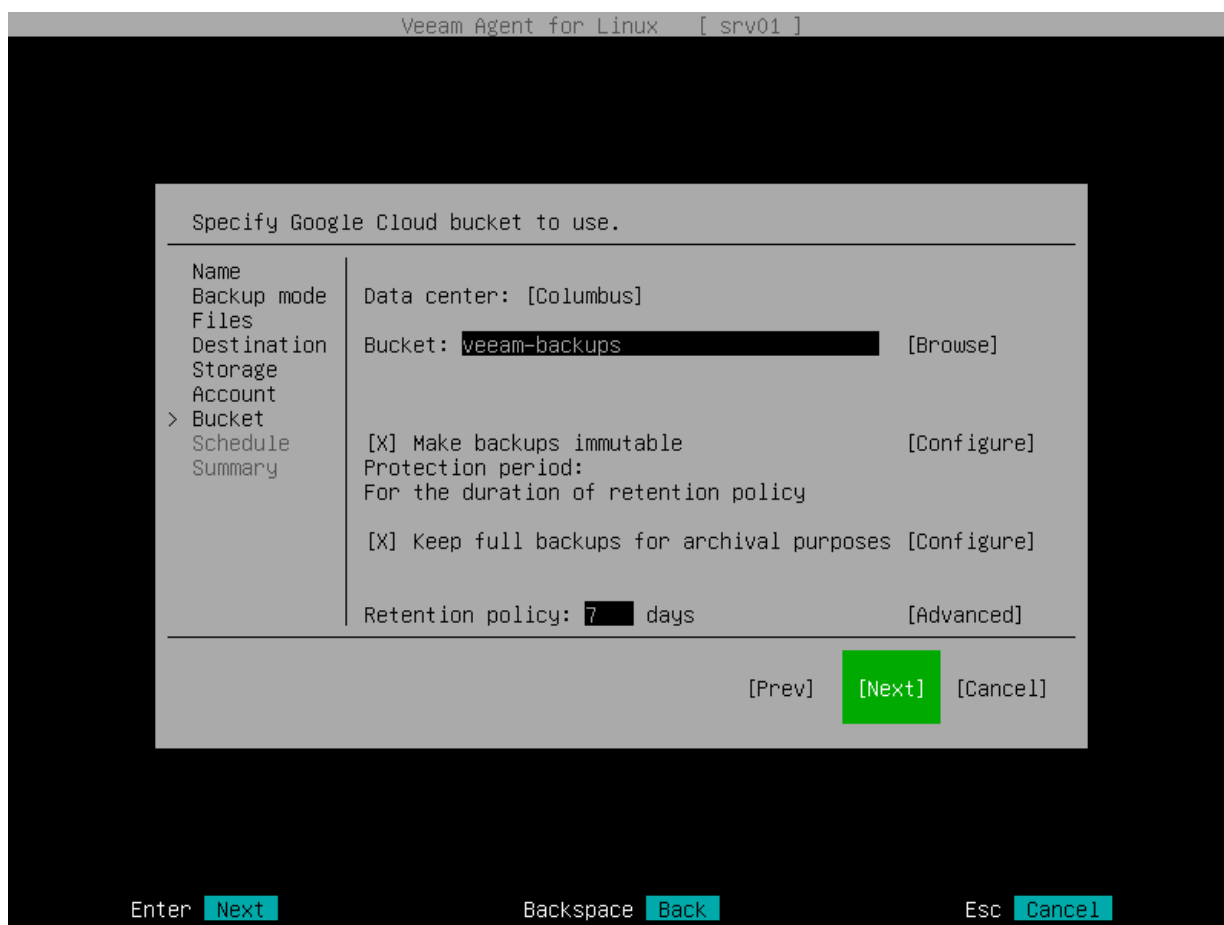 Veeam Agent for Linux [ srv01 ]
Specify Google Cloud bucket to use.
Name
Backup mode
Files
Destination
Storage
Account
> Bucket
Schedule
Summary
Data center: [Columbus]
Bucket: veeam-backups [Browse]
[X] Make backups immutable [Configure]
Protection period:
For the duration of retention policy
[X] Keep full backups for archival purposes [Configure]
Retention policy: 7 days [Advanced]
[Prev] [Next] [Cancel]
Enter Next Backspace Back Esc Cancel